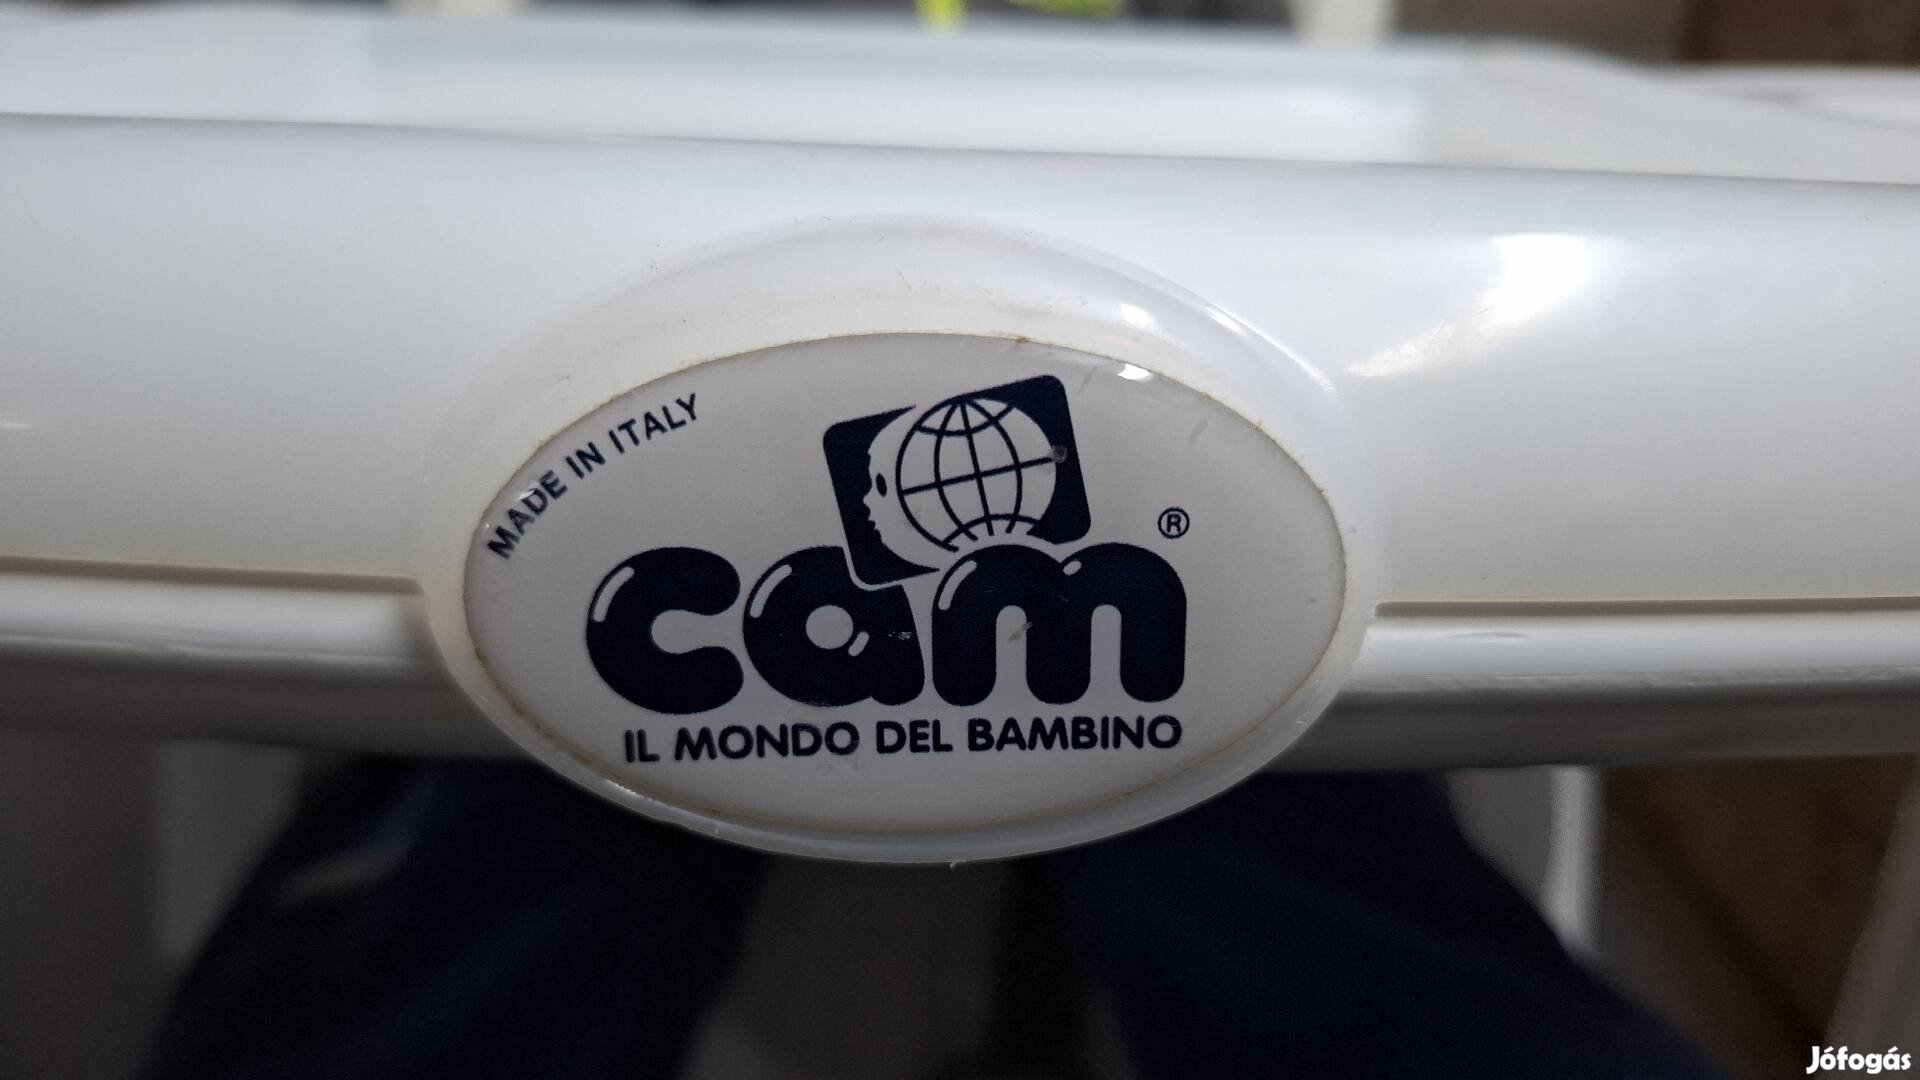 MADE IN ITALY
cam ®
IL MONDO DEL BAMBINO
Jófogás